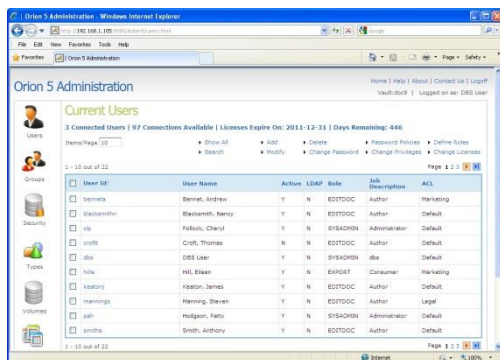 Orion 5 Administration - Windows Internet Explorer
http://192.168.1.105
Google
File Edit View Favorites Tools Help
Favorites Orion 5 Administration
Page Safety
Orion 5 Administration
Home | Help | About | Contact Us | Logoff
Vault:doc9 | Logged on as: DBS User
Current Users
3 Connected Users | 97 Connections Available | Licenses Expire On: 2011-12-31 | Days Remaining: 446
Items/Page 10 Show All Add Delete Password Policies Define Roles
Search Modify Change Password Change Privileges Change Licenses
1 - 10 out of 22 Page 1 2 3
User Id: User Name Active LDAP Role Job Description ACL
benneta Bennet, Andrew Y N EDITDOC Author Marketing
blacksmithn Blacksmith, Nancy Y N EDITDOC Author Default
clp Pollock, Cheryl Y N SYSADMIN Administrator Default
croftt Croft, Thomas N N EDITDOC Author Default
dbs DBS User Y N SYSADMIN dbs Default
hille Hill, Eileen Y N EXPORT Consumer Marketing
keatonj Keaton, James Y N EDITDOC Author Default
mannings Manning, Steven Y N EDITDOC Author Legal
pah Hodgson, Patty Y N SYSADMIN Administrator Default
smitha Smith, Anthony Y N EDITDOC Author Default
1 - 10 out of 22 Page 1 2 3
Users
Groups
Security
Types
Volumes
Internet 100%